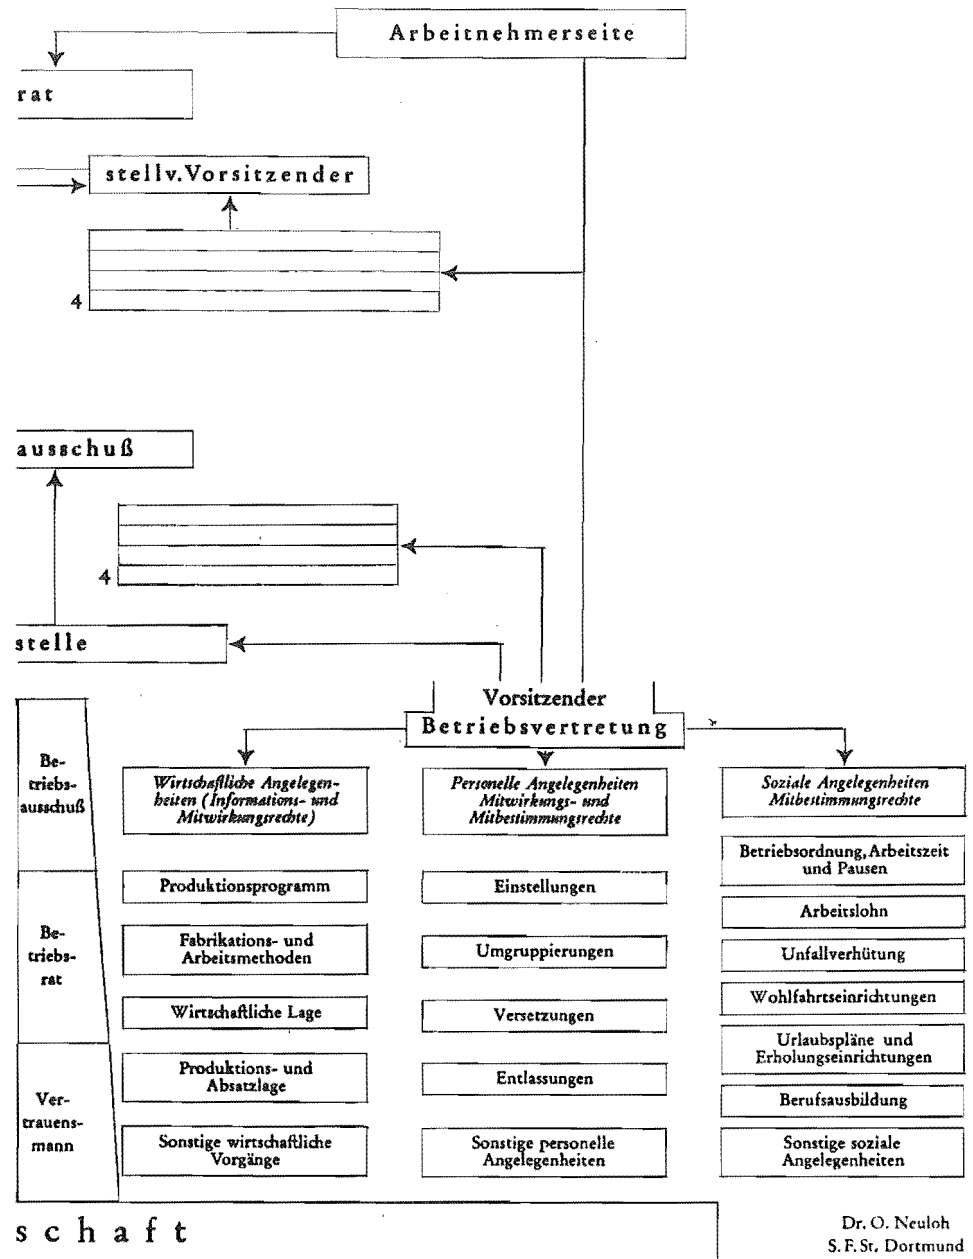 Arbeitnehmerseite
rat
stellv.Vorsitzender
4
ausschuß
4
stelle
Vorsitzender
Betriebsvertretung
Be-
triebs-
ausschuß
Be-
triebs-
rat
Ver-
trauens-
mann
Wirtschaftliche Angelegen-
heiten (Informations- und
Mitwirkungsrechte)
Produktionsprogramm
Fabrikations- und
Arbeitsmethoden
Wirtschaftliche Lage
Produktions- und
Absatzlage
Sonstige wirtschaftliche
Vorgänge
Personelle Angelegenheiten
Mitwirkungs- und
Mitbestimmungsrechte
Einstellungen
Umgruppierungen
Versetzungen
Entlassungen
Sonstige personelle
Angelegenheiten
Soziale Angelegenheiten
Mitbestimmungsrechte
Betriebsordnung, Arbeitszeit
und Pausen
Arbeitslohn
Unfallverhütung
Wohlfahrtseinrichtungen
Urlaubspläne und
Erholungseinrichtungen
Berufsausbildung
Sonstige soziale
Angelegenheiten
schaft
Dr. O. Neuloh
S. F. St. Dortmund